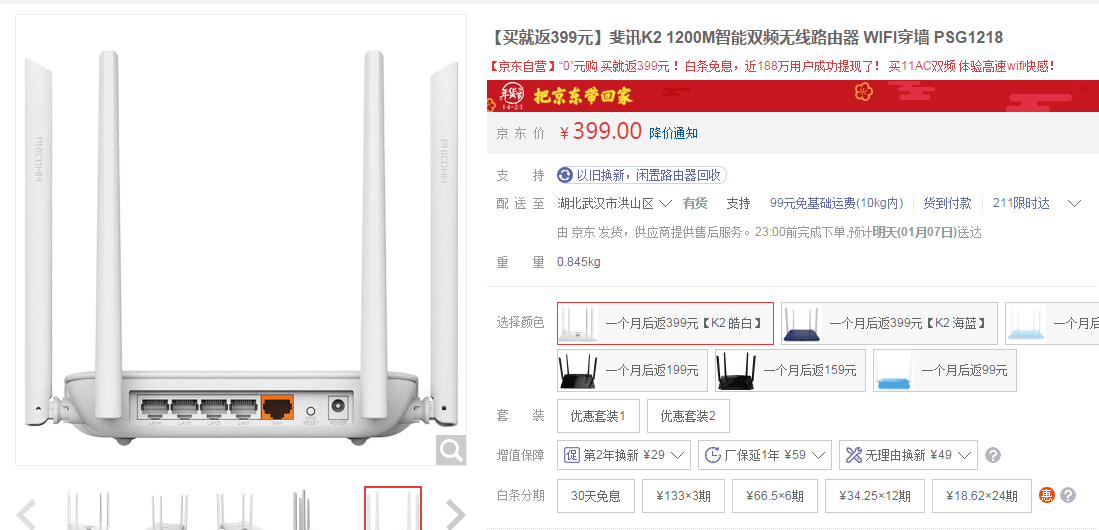 【买就返399元】斐讯K2 1200M智能双频无线路由器 WIFI穿墙 PSG1218
【京东自营】“0”元购 买就返399元！白条免息，近188万用户成功提现了！ 买11AC双频 体验高速wifi快感！
年货节 把京东带回家
1·4-2·3
京东价 ￥399.00 降价通知
支持 以旧换新，闲置路由器回收
配送至 湖北武汉市洪山区 有货 支持 99元免基础运费(10kg内) 货到付款 211限时达
由 京东 发货，供应商提供售后服务。23:00前完成下单,预计明天(01月07日)送达
重量 0.845kg
选择颜色 一个月后返399元【K2 皓白】 一个月后返399元【K2 海蓝】 一个月后
一个月后返199元 一个月后返159元 一个月后返99元
套装 优惠套装1 优惠套装2
增值保障 促 第2年换新 ¥29 厂保延1年 ¥59 无理由换新 ¥49 ?
白条分期 30天免息 ¥133×3期 ¥66.5×6期 ¥34.25×12期 ¥18.62×24期 惠 ?
PHICOMM PHICOMM
LAN4 LAN3 LAN2 LAN1 WAN RESET POWER